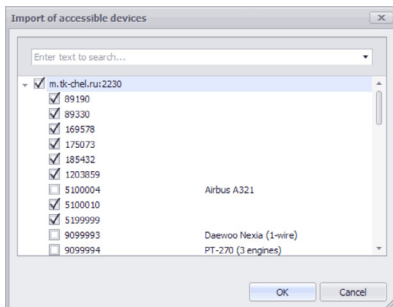 Import of accessible devices
Enter text to search...
m.tk-chel.ru:2230
89190
89330
169578
175073
185432
1203859
5100004 Airbus A321
5100010
5199999
9099993 Daewoo Nexia (1-wire)
9099994 PT-270 (3 engines)
OK Cancel